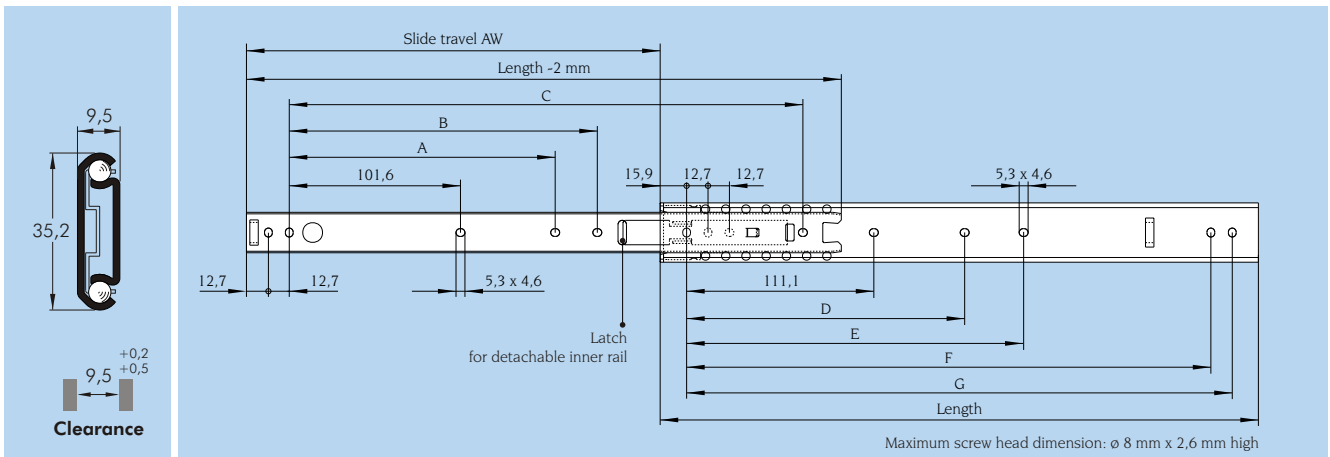 9,5
35,2
+0,2
+0,5
9,5
Clearance
Slide travel AW
Length -2 mm
C
B
A
101,6
15,9
12,7
12,7
5,3 x 4,6
12,7
12,7
5,3 x 4,6
111,1
D
Latch
for detachable inner rail
E
F
G
Length
Maximum screw head dimension: ø 8 mm x 2,6 mm high